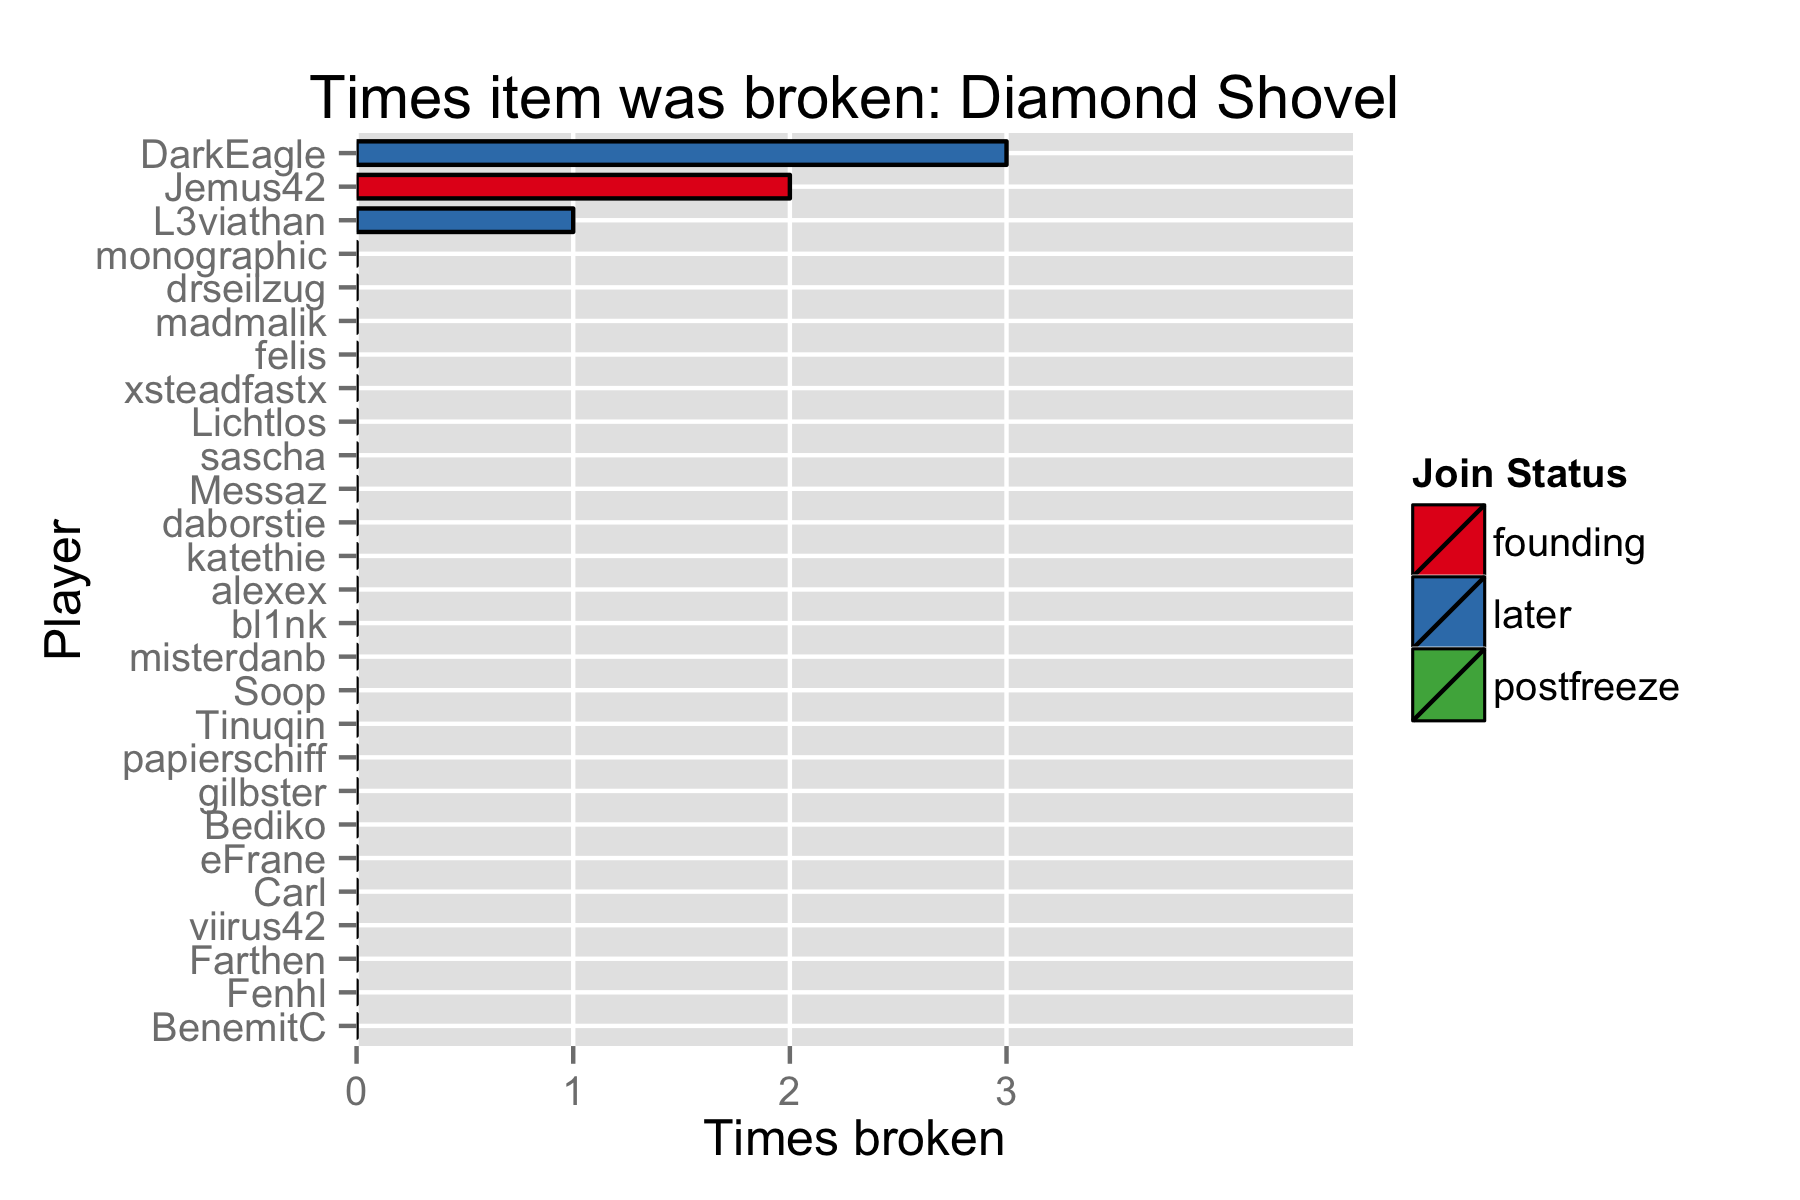 Times item was broken: Diamond Shovel
DarkEagle
Jemus42
L3viathan
monographic
drseilzug
madmalik
felis
xsteadfastx
Lichtlos
sascha
Messaz
daborstie
katethie
alexex
bl1nk
misterdanb
Soop
Tinuqin
papierschiff
gilbster
Bediko
eFrane
Carl
viirus42
Farthen
Fenhl
BenemitC
Player
0 1 2 3
Times broken
Join Status
founding
later
postfreeze